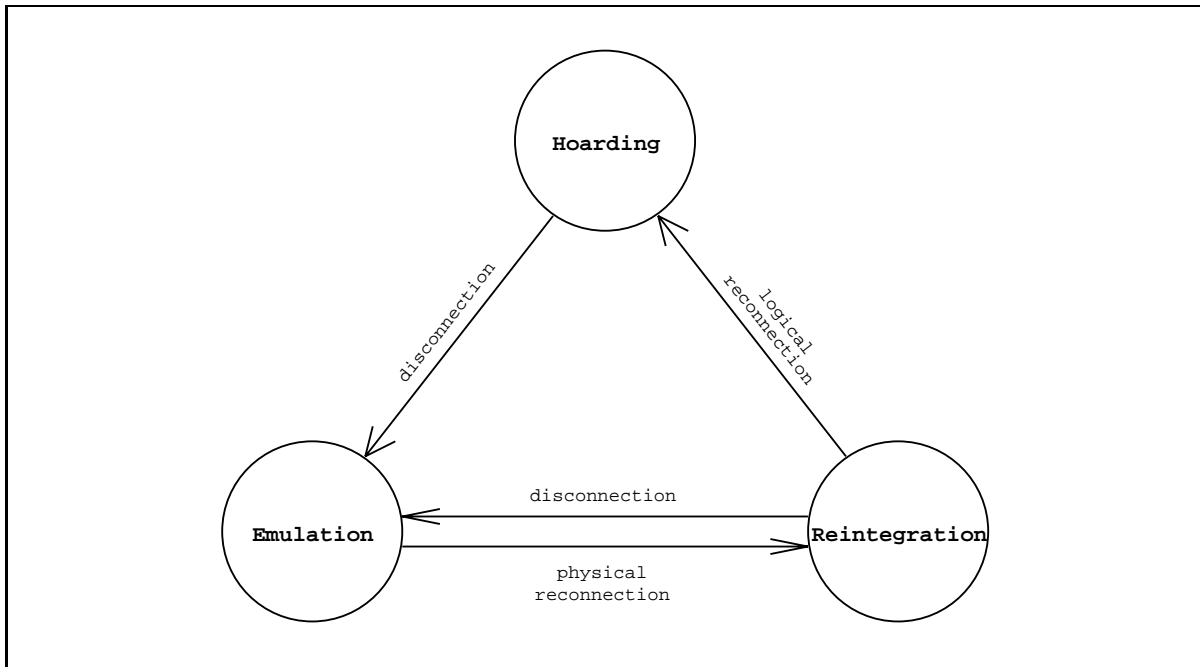 Hoarding
disconnection
logical
reconnection
disconnection
Emulation
Reintegration
physical
reconnection